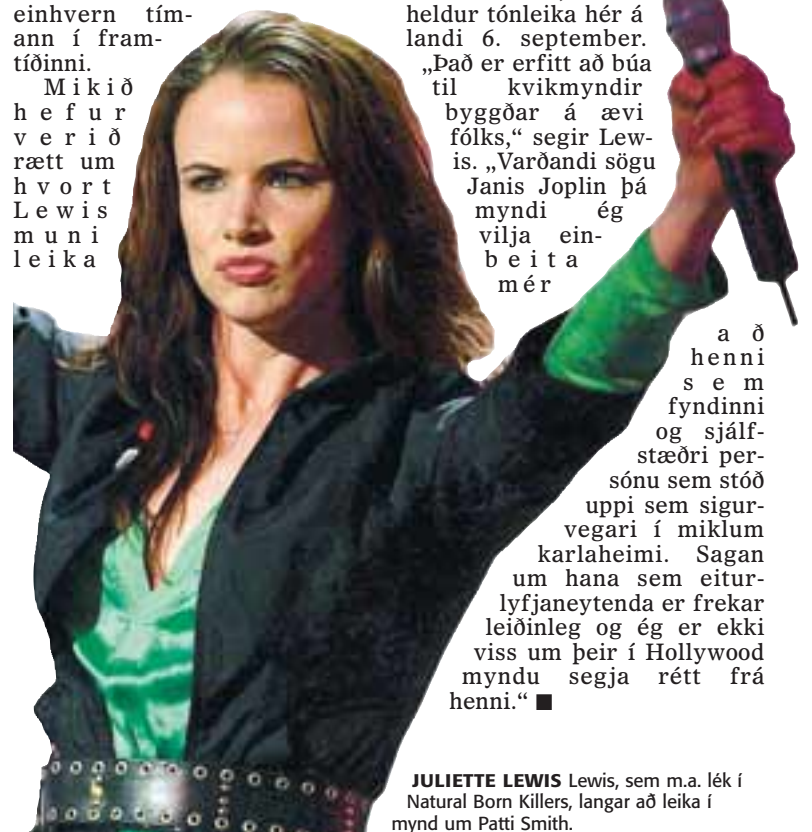 einhvern tím-
ann í fram-
tíðinni.
Mikið
hefur
verið
rætt um
hvort
Lewis
muni
leika
heldur tónleika hér á
landi 6. september.
„Það er erfitt að búa
til kvikmyndir
byggðar á ævi
fólks,“ segir Lew-
is. „Varðandi sögu
Janis Joplin þá
myndi ég
vilja ein-
beita
mér
að
henni
sem
fyndinni
og sjálf-
stæðri per-
sónu sem stóð
uppi sem sigur-
vegari í miklum
karlaheimi. Sagan
um hana sem eitur-
lyfjaneytenda er frekar
leiðinleg og ég er ekki
viss um þeir í Hollywood
myndu segja rétt frá
henni.“ ■
JULIETTE LEWIS Lewis, sem m.a. lék í
Natural Born Killers, langar að leika í
mynd um Patti Smith.